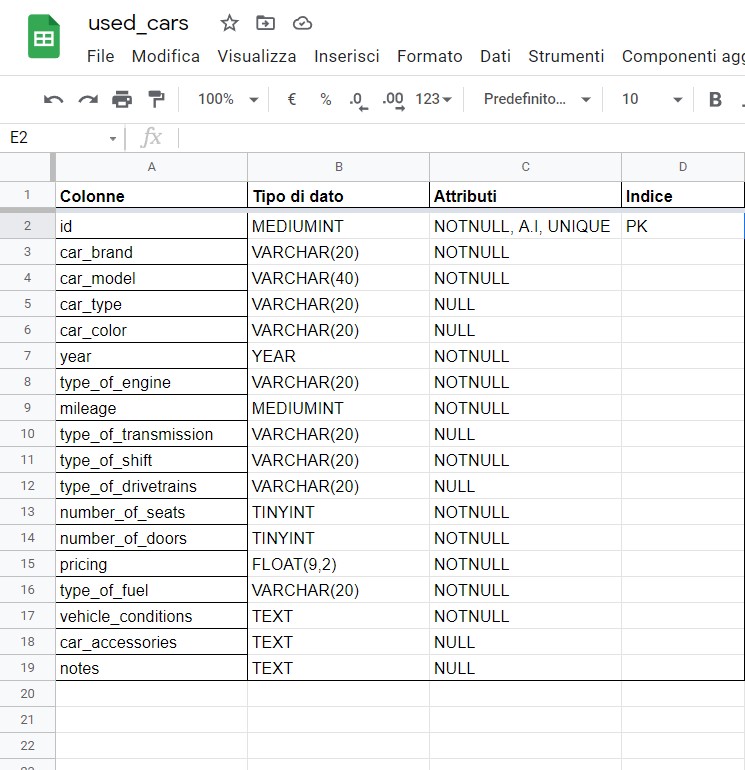 used_cars
File Modifica Visualizza Inserisci Formato Dati Strumenti Componenti agg
100% € % .0 .00 123 Predefinito... 10 B
E2 fx
A B C D
1 Colonne Tipo di dato Attributi Indice
2 id MEDIUMINT NOTNULL, A.I, UNIQUE PK
3 car_brand VARCHAR(20) NOTNULL
4 car_model VARCHAR(40) NOTNULL
5 car_type VARCHAR(20) NULL
6 car_color VARCHAR(20) NULL
7 year YEAR NOTNULL
8 type_of_engine VARCHAR(20) NOTNULL
9 mileage MEDIUMINT NOTNULL
10 type_of_transmission VARCHAR(20) NULL
11 type_of_shift VARCHAR(20) NOTNULL
12 type_of_drivetrains VARCHAR(20) NULL
13 number_of_seats TINYINT NOTNULL
14 number_of_doors TINYINT NOTNULL
15 pricing FLOAT(9,2) NOTNULL
16 type_of_fuel VARCHAR(20) NOTNULL
17 vehicle_conditions TEXT NOTNULL
18 car_accessories TEXT NULL
19 notes TEXT NULL
20
21
22